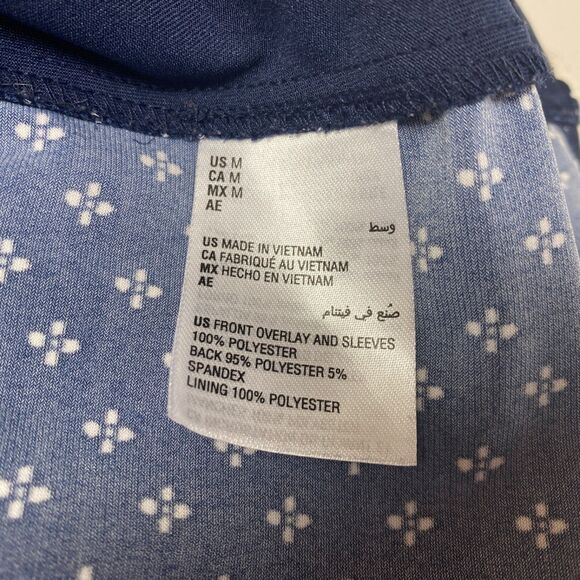 US M
CA M
MX M
AE
وسط
US MADE IN VIETNAM
CA FABRIQUÉ AU VIETNAM
MX HECHO EN VIETNAM
AE
صُنع في فيتنام
US FRONT OVERLAY AND SLEEVES
100% POLYESTER
BACK 95% POLYESTER 5%
SPANDEX
LINING 100% POLYESTER